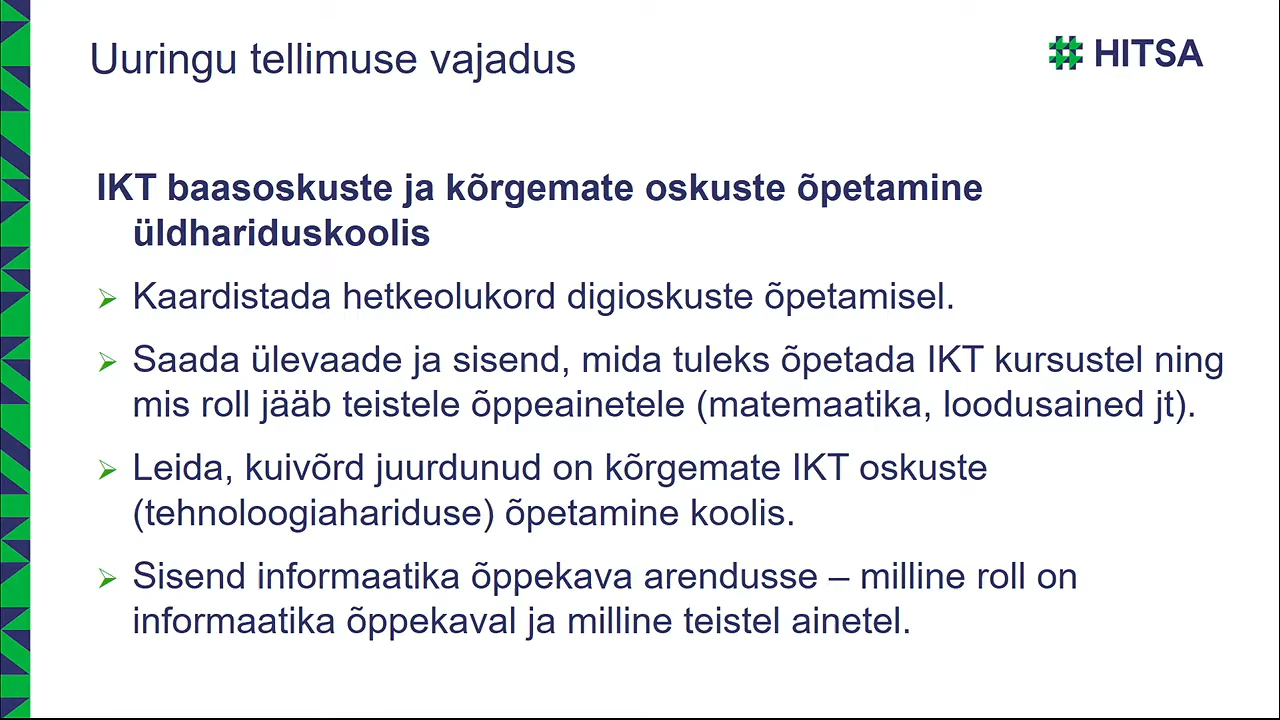 Uuringu tellimuse vajadus
HITSA
IKT baasoskuste ja kõrgemate oskuste õpetamine
üldhariduskoolis
Kaardistada hetkeolukord digioskuste õpetamisel.
Saada ülevaade ja sisend, mida tuleks õpetada IKT kursustel ning
mis roll jääb teistele õppeainetele (matemaatika, loodusained jt).
Leida, kuivõrd juurdunud on kõrgemate IKT oskuste
(tehnoloogiahariduse) õpetamine koolis.
Sisend informaatika õppekava arendusse – milline roll on
informaatika õppekaval ja milline teistel ainetel.